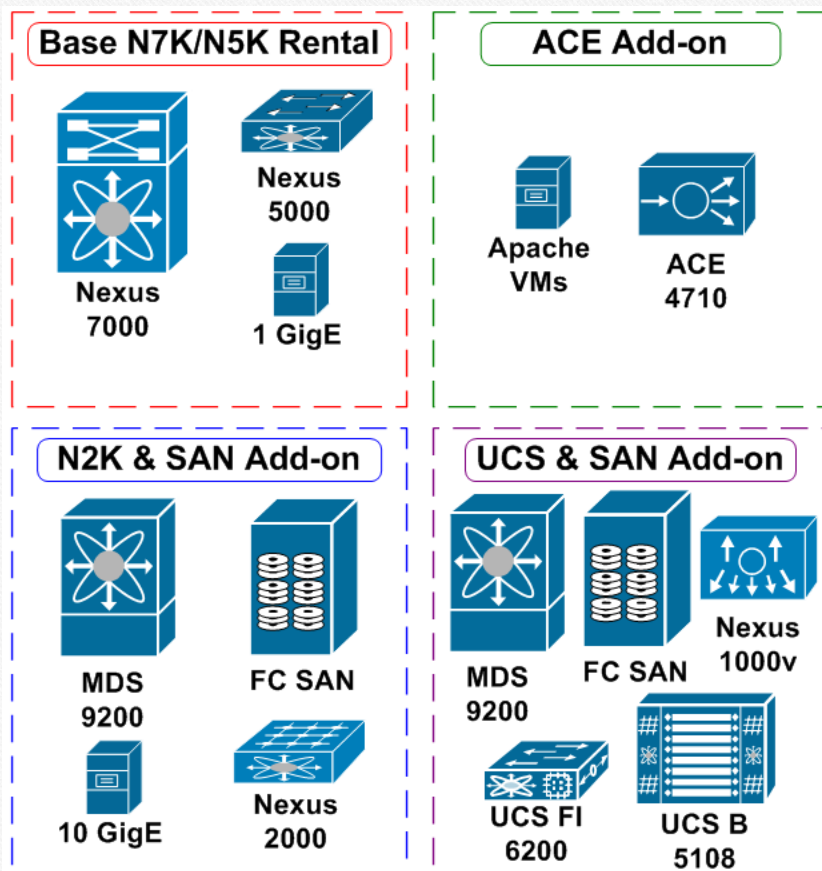 Base N7K/N5K Rental
Nexus
7000
Nexus
5000
1 GigE
ACE Add-on
Apache
VMs
ACE
4710
N2K & SAN Add-on
MDS
9200
FC SAN
10 GigE
Nexus
2000
UCS & SAN Add-on
MDS
9200
FC SAN
Nexus
1000v
UCS FI
6200
UCS B
5108